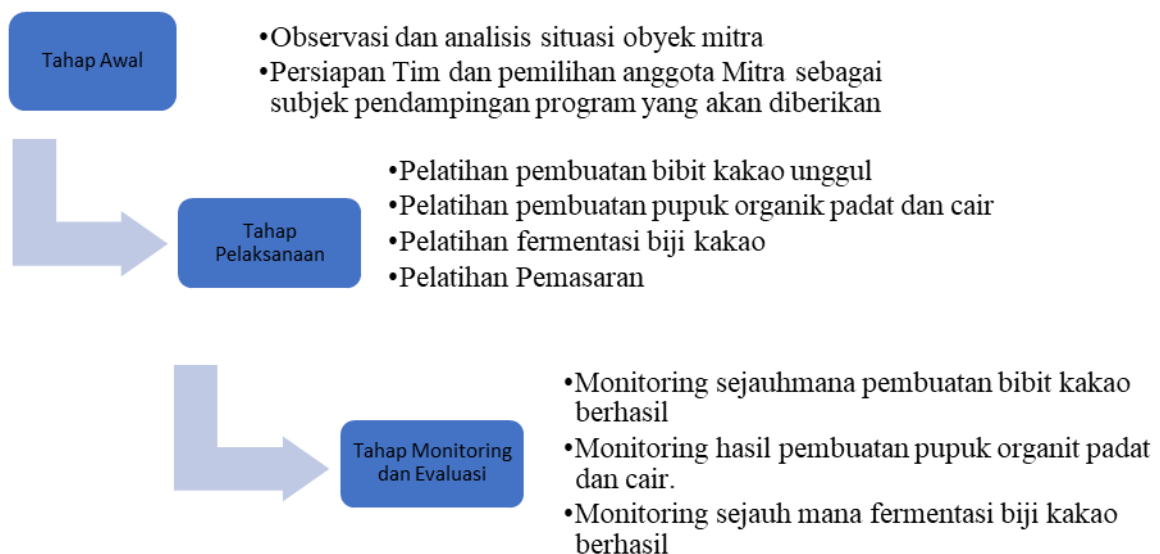 Tahap Awal
•Observasi dan analisis situasi obyek mitra
•Persiapan Tim dan pemilihan anggota Mitra sebagai
subjek pendampingan program yang akan diberikan
Tahap
Pelaksanaan
•Pelatihan pembuatan bibit kakao unggul
•Pelatihan pembuatan pupuk organik padat dan cair
•Pelatihan fermentasi biji kakao
•Pelatihan Pemasaran
Tahap Monitoring
dan Evaluasi
•Monitoring sejauhmana pembuatan bibit kakao
berhasil
•Monitoring hasil pembuatan pupuk organit padat
dan cair.
•Monitoring sejauh mana fermentasi biji kakao
berhasil